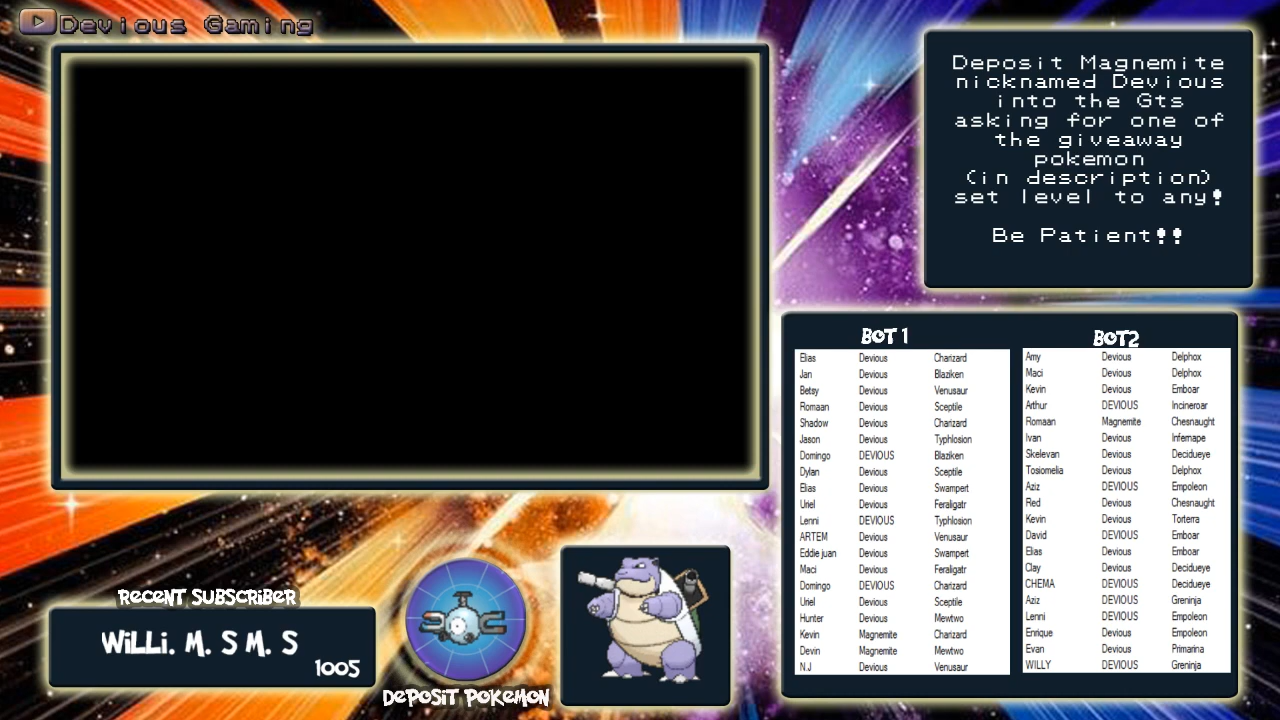 Devious Gaming
Deposit Magnemite
nicknamed Devious
into the Gts
asking for one of
the giveaway
pokemon
(in description)
set level to any!
Be Patient!!
BOT 1
Elias Devious Charizard
Jan Devious Blaziken
Betsy Devious Venusaur
Romaan Devious Sceptile
Shadow Devious Charizard
Jason Devious Typhlosion
Domingo DEVIOUS Blaziken
Dylan Devious Sceptile
Elias Devious Swampert
Uriel Devious Feraligatr
Lenni DEVIOUS Typhlosion
ARTEM Devious Venusaur
Eddie juan Devious Swampert
Maci Devious Feraligatr
Domingo DEVIOUS Charizard
Uriel Devious Sceptile
Hunter Devious Mewtwo
Kevin Magnemite Charizard
Devin Magnemite Mewtwo
N.J Devious Venusaur
BOT2
Amy Devious Delphox
Maci Devious Delphox
Kevin Devious Emboar
Arthur DEVIOUS Incineroar
Romaan Magnemite Chesnaught
Ivan Devious Infernape
Skelevan Devious Decidueye
Tosiomelia Devious Delphox
Aziz DEVIOUS Empoleon
Red Devious Chesnaught
Kevin Devious Torterra
David DEVIOUS Emboar
Elias Devious Emboar
Clay Devious Decidueye
CHEMA DEVIOUS Decidueye
Aziz DEVIOUS Greninja
Lenni DEVIOUS Empoleon
Enrique Devious Empoleon
Evan Devious Primarina
WILLY DEVIOUS Greninja
RECENT SUBSCRIBER
WiLLi. M. S M. S
1005
DEPOSIT POKEMON